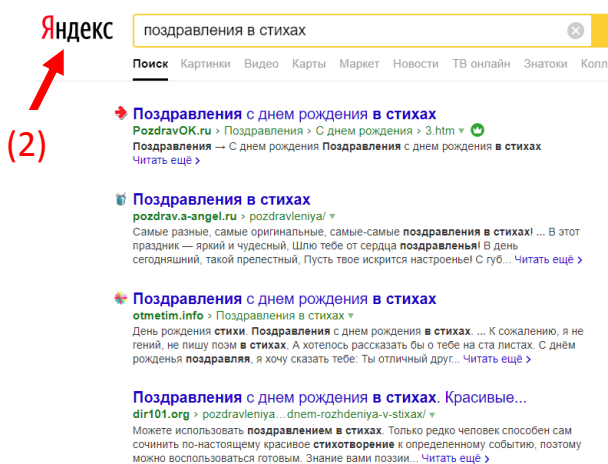 Яндекс
поздравления в стихах
Поиск Картинки Видео Карты Маркет Новости ТВ онлайн Знатоки Колл
(2)
Поздравления с днем рождения в стихах
PozdravOK.ru › Поздравления › С днем рождения › 3.htm
Поздравления → С днем рождения Поздравления с днем рождения в стихах
Читать ещё ›
Поздравления в стихах
pozdrav.a-angel.ru › pozdravleniya/
Самые разные, самые оригинальные, самые-самые поздравления в стихах! ... В этот
праздник — яркий и чудесный, Шлю тебе от сердца поздравленья! В день
сегодняшний, такой прелестный, Пусть твое искрится настроенье! С губ... Читать ещё ›
Поздравления с днем рождения в стихах
otmetim.info › Поздравления в стихах
День рождения стихи. Поздравления с днем рождения в стихах. ... К сожалению, я не
гений, не пишу поэм в стихах, А хотелось рассказать бы о тебе на ста листах. С днём
рожденья поздравляя, я хочу сказать тебе: Ты отличный друг... Читать ещё ›
Поздравления с днем рождения в стихах. Красивые...
dir101.org › pozdravleniya…dnem-rozhdeniya-v-stixax/
Можете использовать поздравлением в стихах. Только редко человек способен сам
сочинить по-настоящему красивое стихотворение к определенному событию, поэтому
можно воспользоваться готовым. Знание вами поэзии... Читать ещё ›